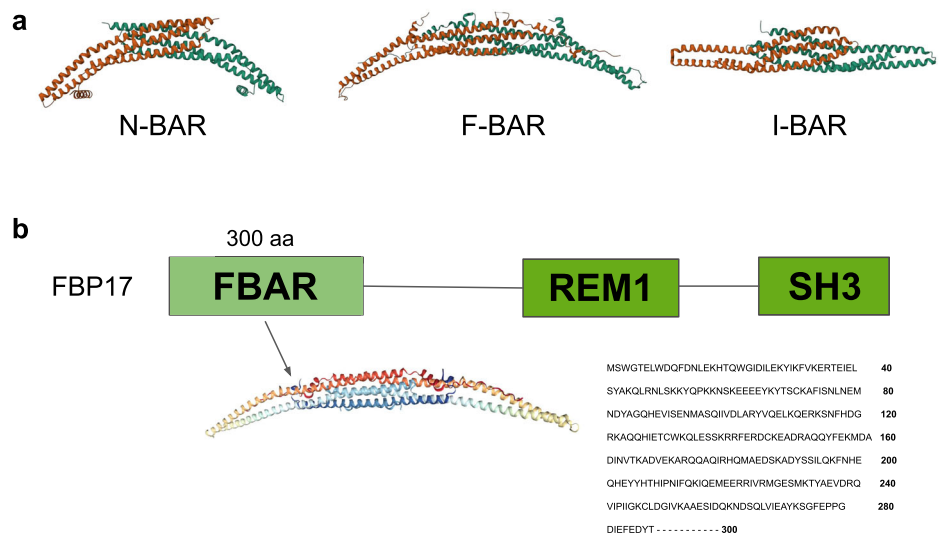 a
N-BAR F-BAR I-BAR
b
300 aa
FBP17 FBAR REM1 SH3
MSWGTELWDQFDNLEKHTQWGIDILEKYIKFVKERTEIEL 40
SYAKQLRNLSKKYQPKKNSKEEEEYKYTSCKAFISNLNEM 80
NDYAGQHEVISENMASQIIVDLARYVQELKQERKSNFHDG 120
RKAQQHIETCWKQLESSKRRFERDCKEADRAQQYFEKMDA 160
DINVTKADVEKARQQAQIRHQMAEDSKADYSSILQKFNHE 200
QHEYYHTHIPNIFQKIQEMEERRIVRMGESMKTYAEVDRQ 240
VIPIIGKCLDGIVKAAESIDQKNDSQLVIEAYKSGFEPPG 280
DIEFEDYT - - - - - - - - - - - 300